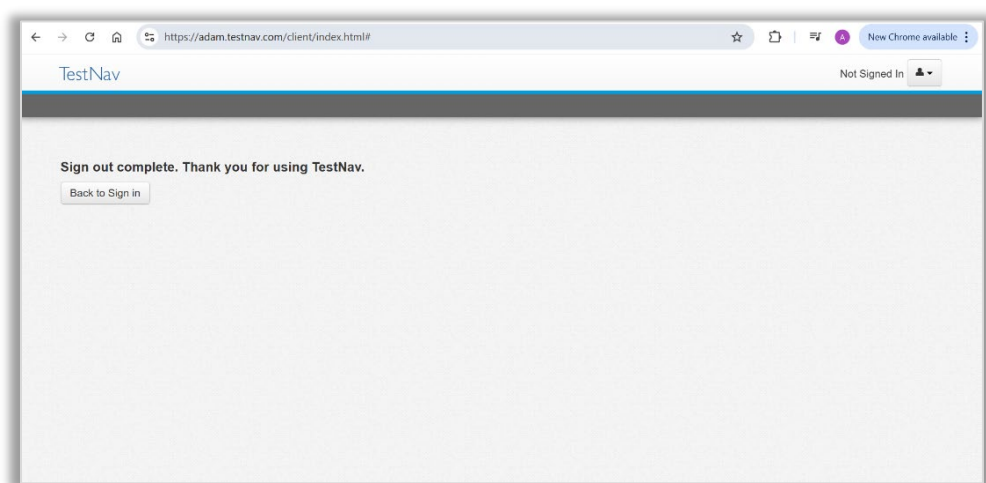 https://adam.testnav.com/client/index.html#
A
New Chrome available
TestNav
Not Signed In
Sign out complete. Thank you for using TestNav.
Back to Sign in